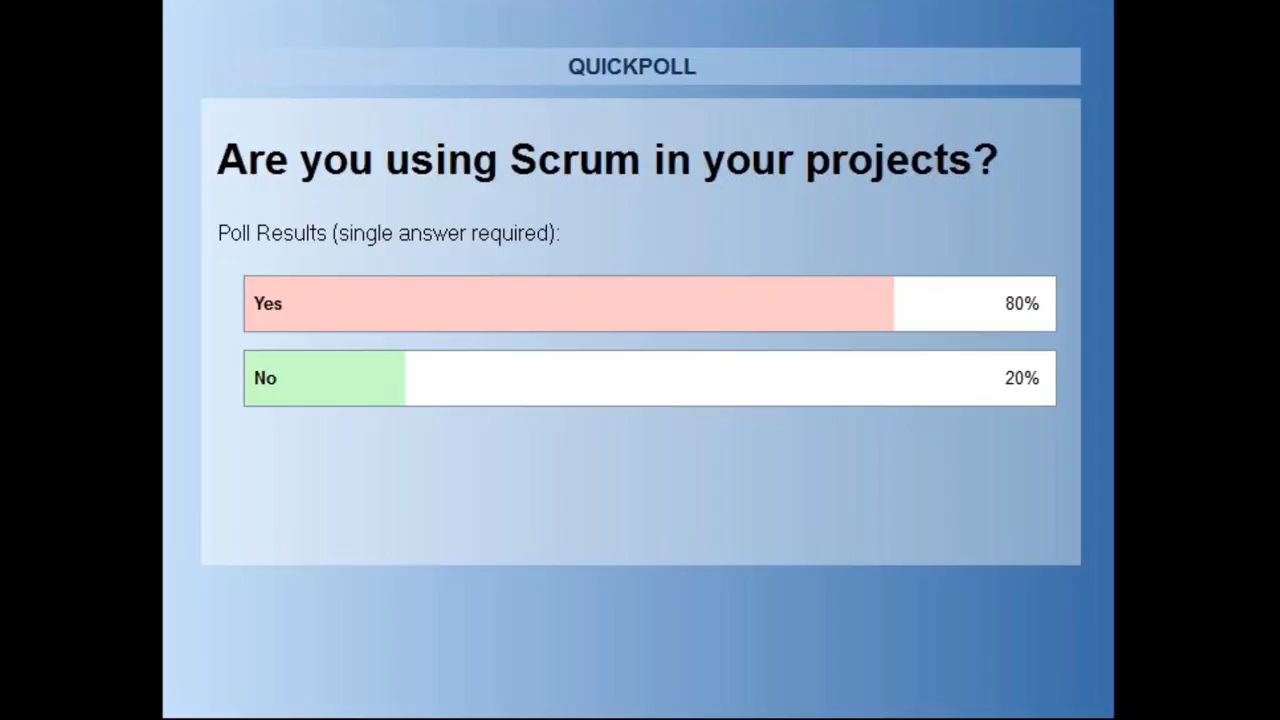 QUICKPOLL
Are you using Scrum in your projects?
Poll Results (single answer required):
Yes 80%
No 20%